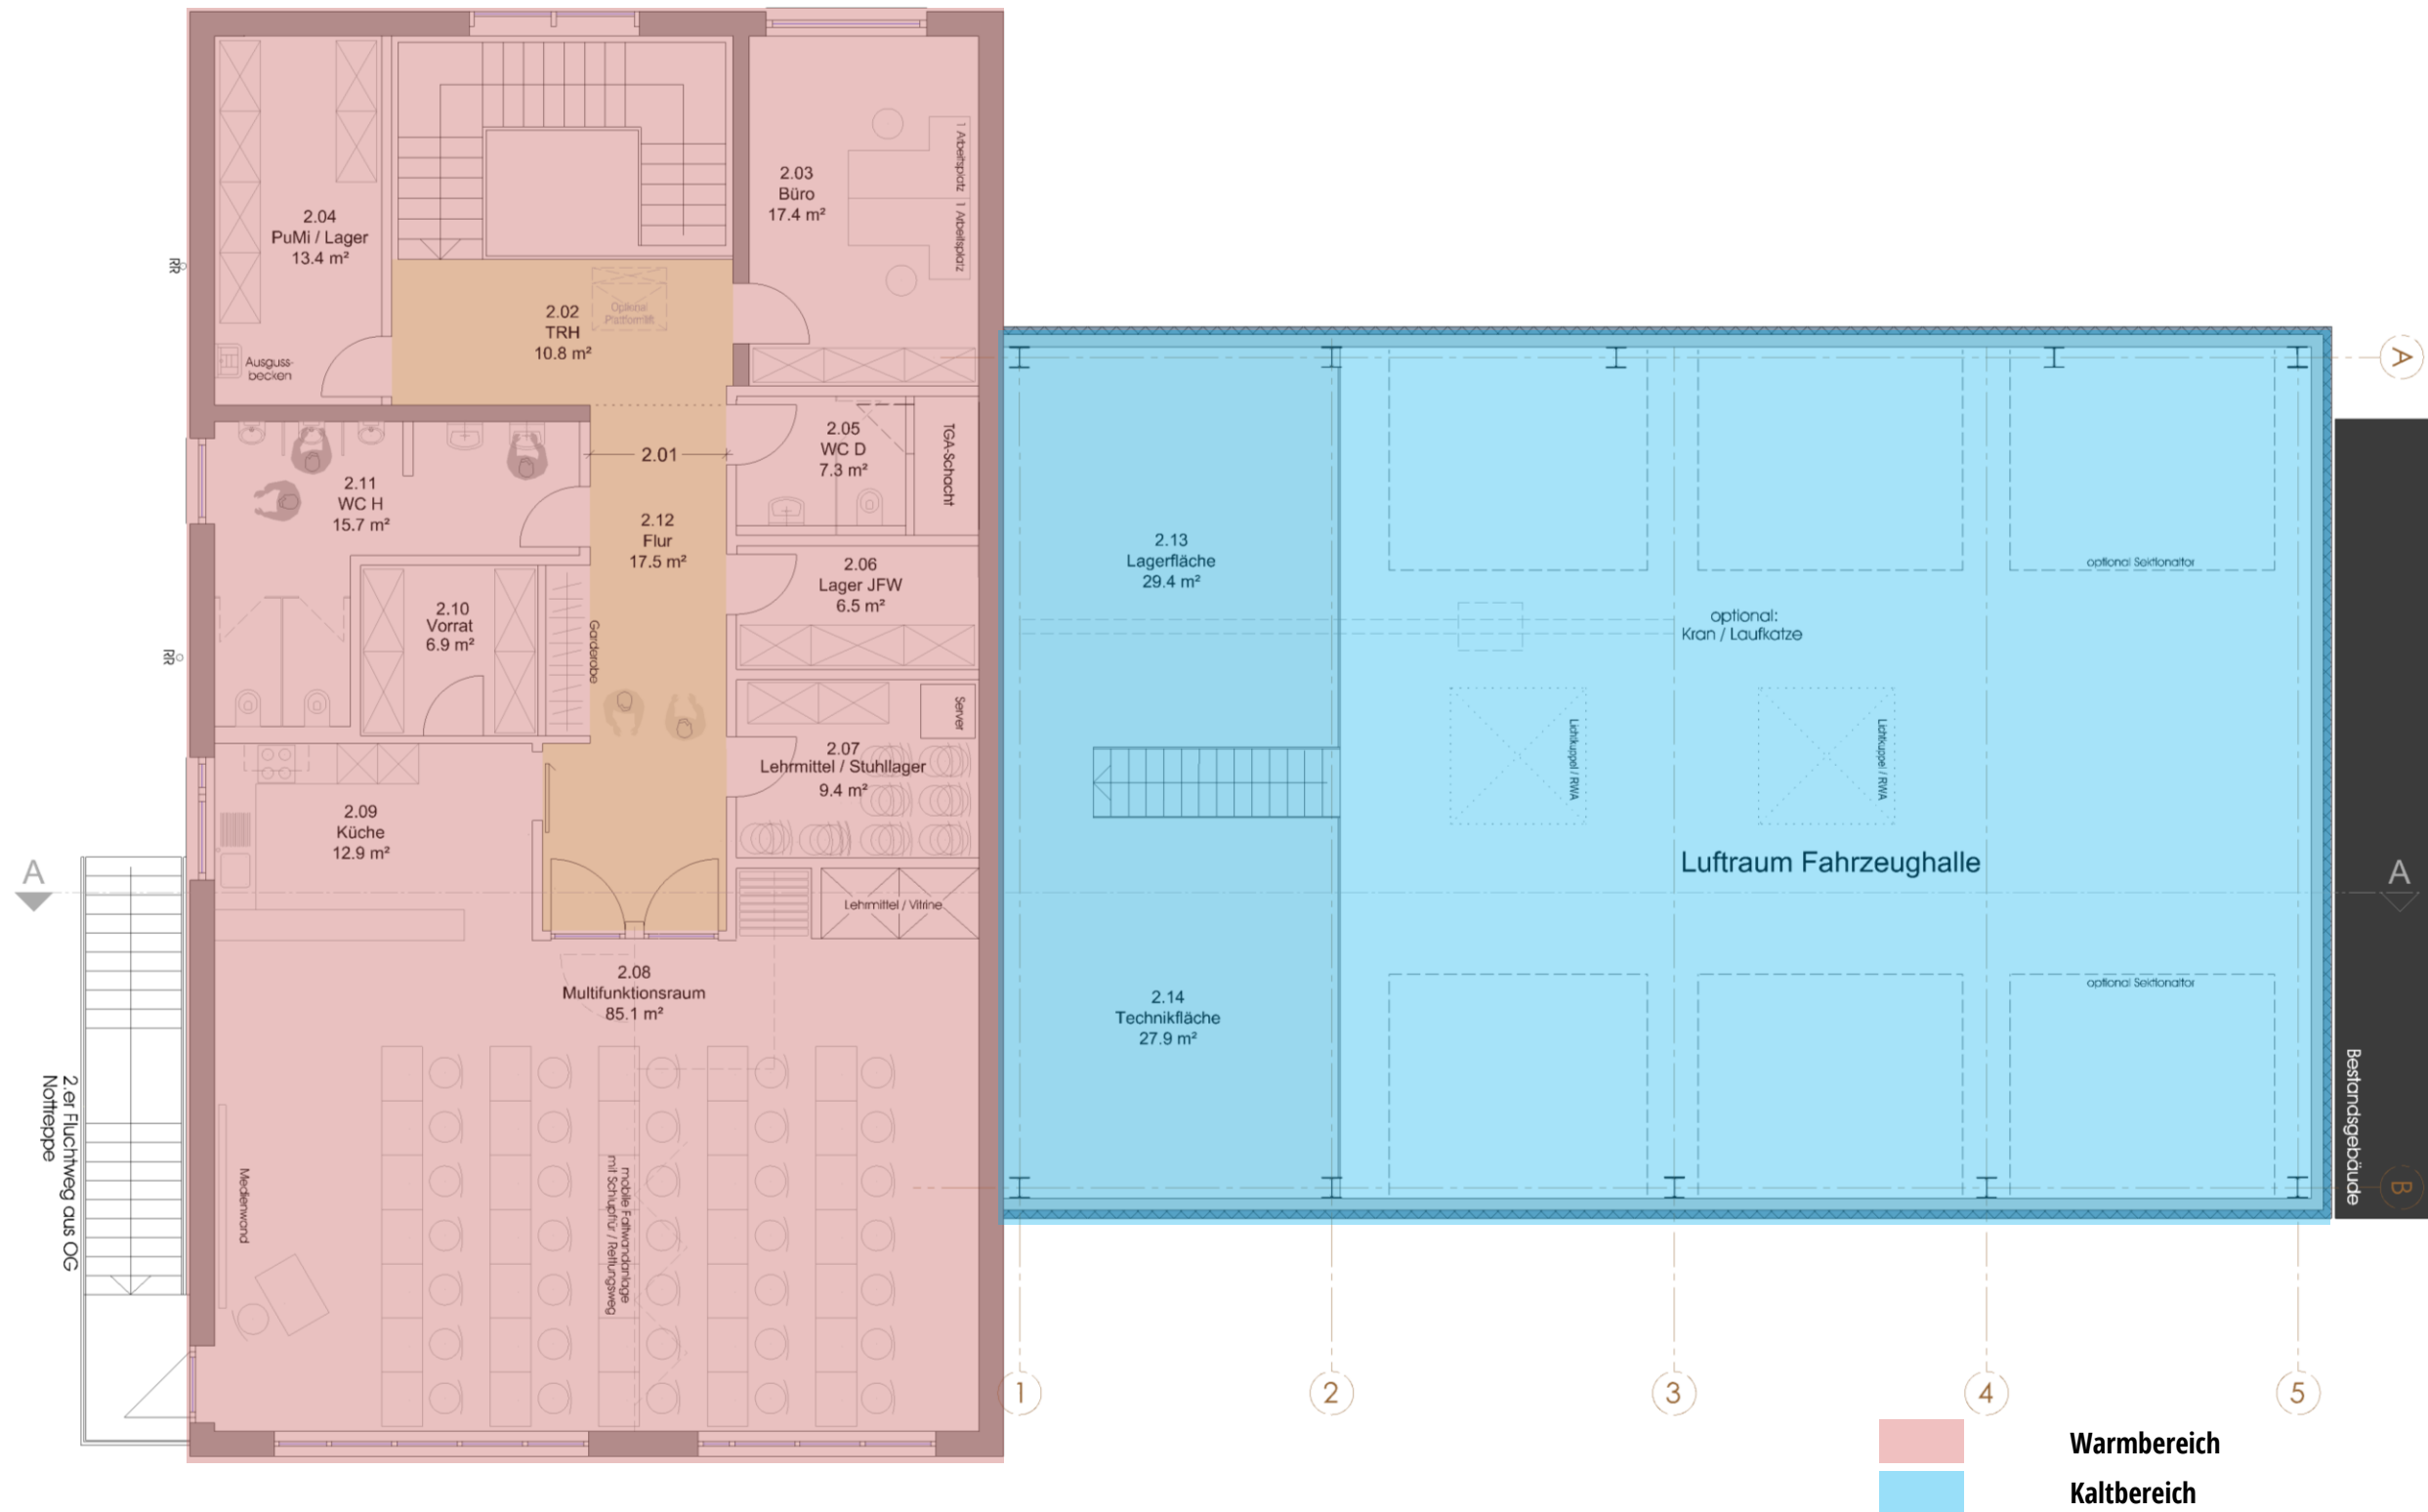 2.04
PuMi / Lager
13.4 m²
Ausguss-
becken
2.02
TRH
10.8 m²
Optional
Plattformlift
2.03
Büro
17.4 m²
1 Arbeitsplatz
1 Arbeitsplatz
RR
RR
2.11
WC H
15.7 m²
2.01
2.05
WC D
7.3 m²
TGA-Schacht
2.12
Flur
17.5 m²
2.06
Lager JFW
6.5 m²
2.10
Vorrat
6.9 m²
Garderobe
Server
2.07
Lehrmittel / Stuhllager
9.4 m²
2.09
Küche
12.9 m²
Lehrmittel / Vitrine
2.08
Multifunktionsraum
85.1 m²
Medienwand
mobile Faltwandanlage
mit Schlupftür / Rettungsweg
2.er Fluchtweg aus OG
Nottreppe
A
2.13
Lagerfläche
29.4 m²
optional Sektionaltor
optional:
Kran / Laufkatze
Lichtkuppel / RWA
Lichtkuppel / RWA
Luftraum Fahrzeughalle
2.14
Technikfläche
27.9 m²
optional Sektionaltor
A
A
Bestandsgebäude
B
1
2
3
4
5
Warmbereich
Kaltbereich